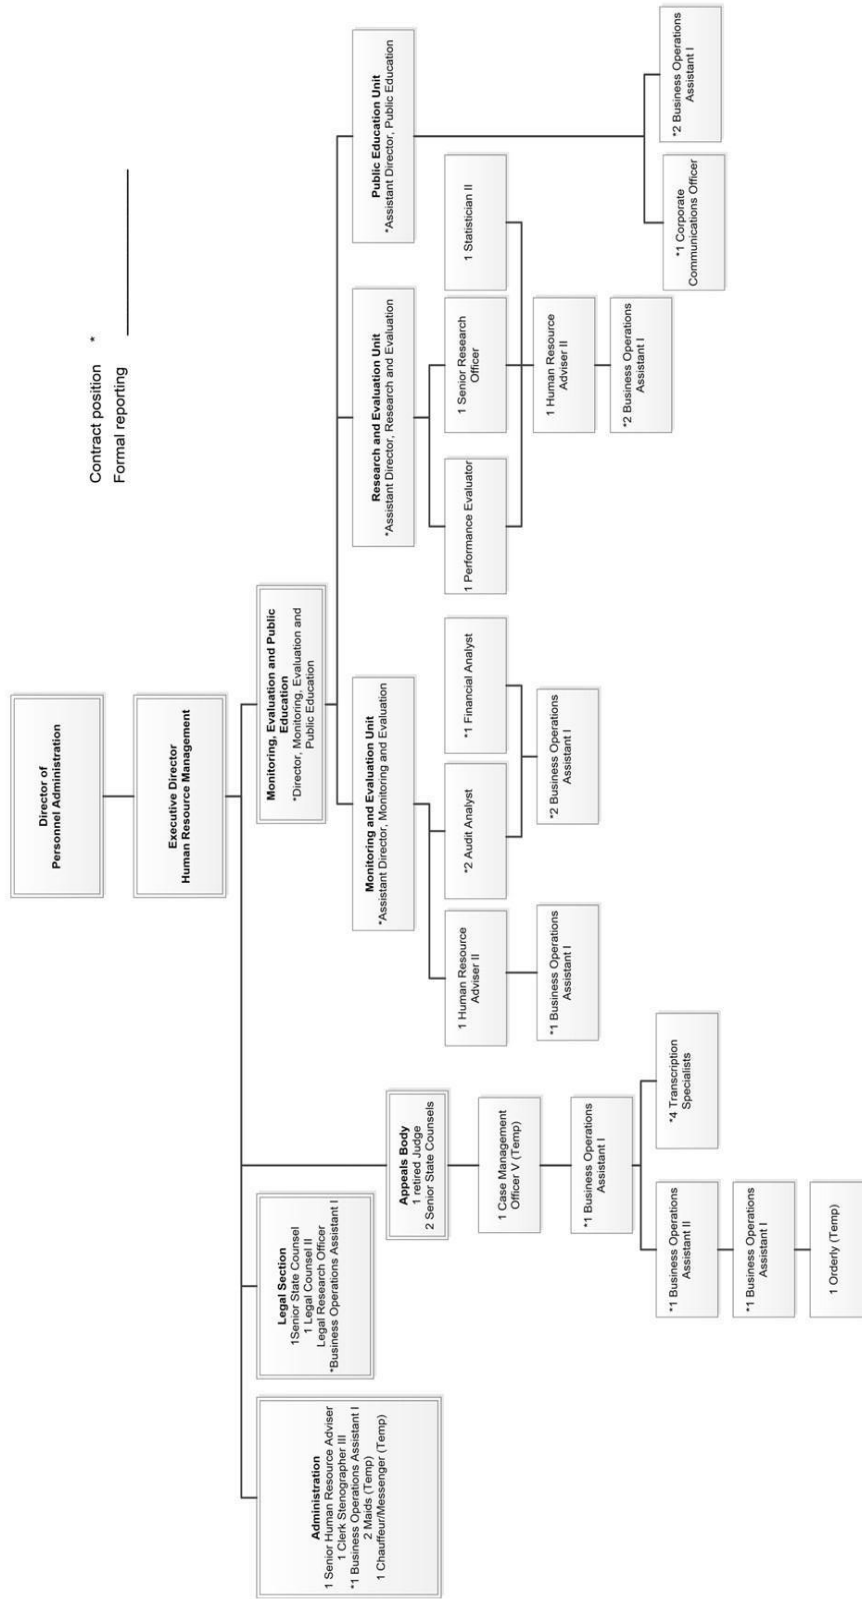 Contract position *
Formal reporting
Director of
Personnel Administration
Executive Director
Human Resource Management
Administration
1 Senior Human Resource Adviser
1 Clerk Stenographer III
*1 Business Operations Assistant I
2 Maids (Temp)
1 Chauffeur/Messenger (Temp)
Legal Section
1Senior State Counsel
1 Legal Counsel II
Legal Research Officer
*Business Operations Assistant I
Appeals Body
1 retired Judge
2 Senior State Counsels
1 Case Management
Officer V (Temp)
*1 Business Operations
Assistant I
*1 Business Operations
Assistant II
*1 Business Operations
Assistant I
1 Orderly (Temp)
*4 Transcription
Specialists
Monitoring, Evaluation and Public
Education
*Director, Monitoring, Evaluation and
Public Education
Monitoring and Evaluation Unit
*Assistant Director, Monitoring and Evaluation
1 Human Resource
Adviser II
*1 Business Operations
Assistant I
*2 Audit Analyst
*1 Financial Analyst
*2 Business Operations
Assistant I
Research and Evaluation Unit
*Assistant Director, Research and Evaluation
1 Performance Evaluator
1 Senior Research
Officer
1 Statistician II
1 Human Resource
Adviser II
*2 Business Operations
Assistant I
Public Education Unit
*Assistant Director, Public Education
*1 Corporate
Communications Officer
*2 Business Operations
Assistant I